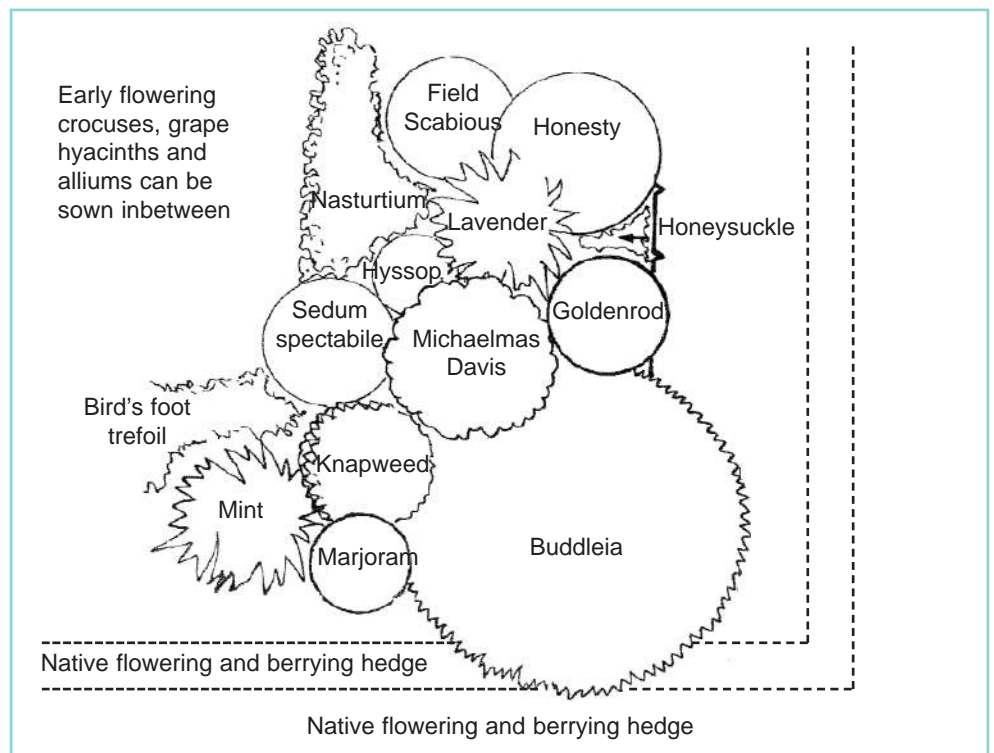 Early flowering
crocuses, grape
hyacinths and
alliums can be
sown inbetween
Field
Scabious
Honesty
Nasturtium
Lavender
Honeysuckle
Hyssop
Sedum
spectabile
Michaelmas
Davis
Goldenrod
Bird's foot
trefoil
Knapweed
Mint
Marjoram
Buddleia
Native flowering and berrying hedge
Native flowering and berrying hedge